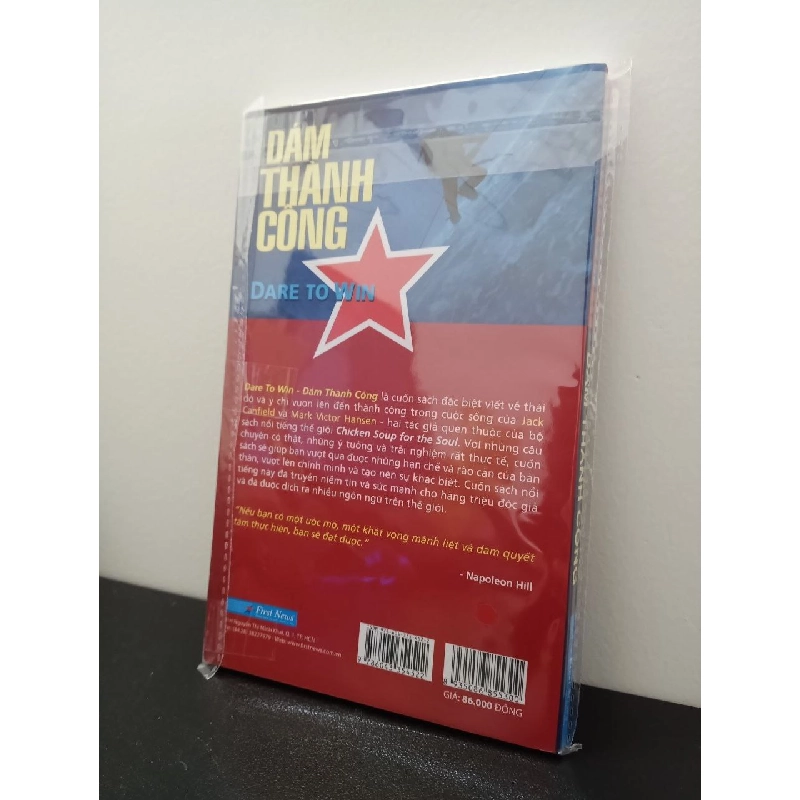 DÁM
THÀNH
CÔNG
DARE TO WIN
Dare To Win - Dám Thành Công là cuốn sách đặc biệt viết về thái
độ và ý chí vươn lên đến thành công trong cuộc sống của Jack
Canfield và Mark Victor Hansen - hai tác giả quen thuộc của bộ
sách nổi tiếng thế giới Chicken Soup for the Soul. Với những câu
chuyện có thật, những ý tưởng và trải nghiệm rất thực tế, cuốn
sách sẽ giúp bạn vượt qua được những hạn chế và rào cản của bản
thân, vượt lên chính mình và tạo nên sự khác biệt. Cuốn sách nổi
tiếng này đã truyền niềm tin và sức mạnh cho hàng triệu độc giả
và đã được dịch ra nhiều ngôn ngữ trên thế giới.
"Nếu bạn có một ước mơ, một khát vọng mãnh liệt và dám quyết
tâm thực hiện, bạn sẽ đạt được."
- Napoleon Hill
First News
GIÁ: 86.000 ĐỒNG
THÀNH CÔNG